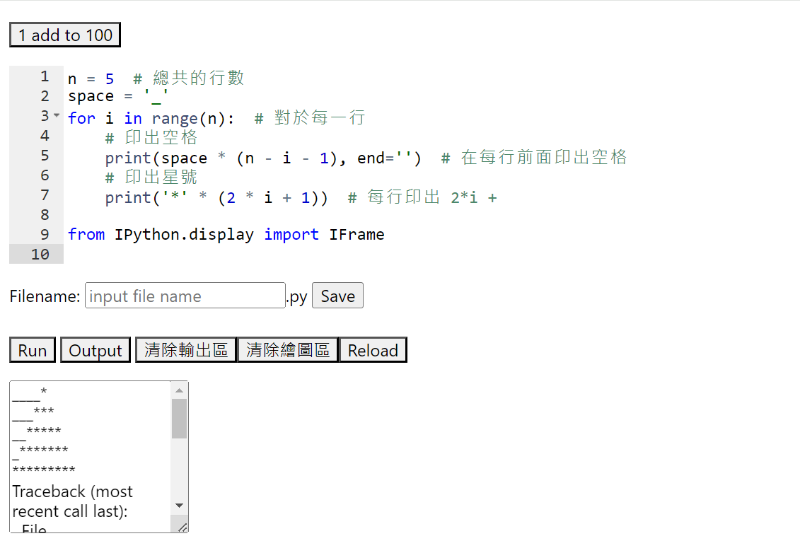 1 add to 100
1 n = 5 # 總共的行數
2 space = '_'
3 for i in range(n): # 對於每一行
4 # 印出空格
5 print(space * (n - i - 1), end='') # 在每行前面印出空格
6 # 印出星號
7 print('*' * (2 * i + 1)) # 每行印出 2*i +
8
9 from IPython.display import IFrame
10
Filename: input file name .py Save
Run Output 清除輸出區 清除繪圖區 Reload
____*
___***
__*****
_*******
*********
Traceback (most
recent call last):
File